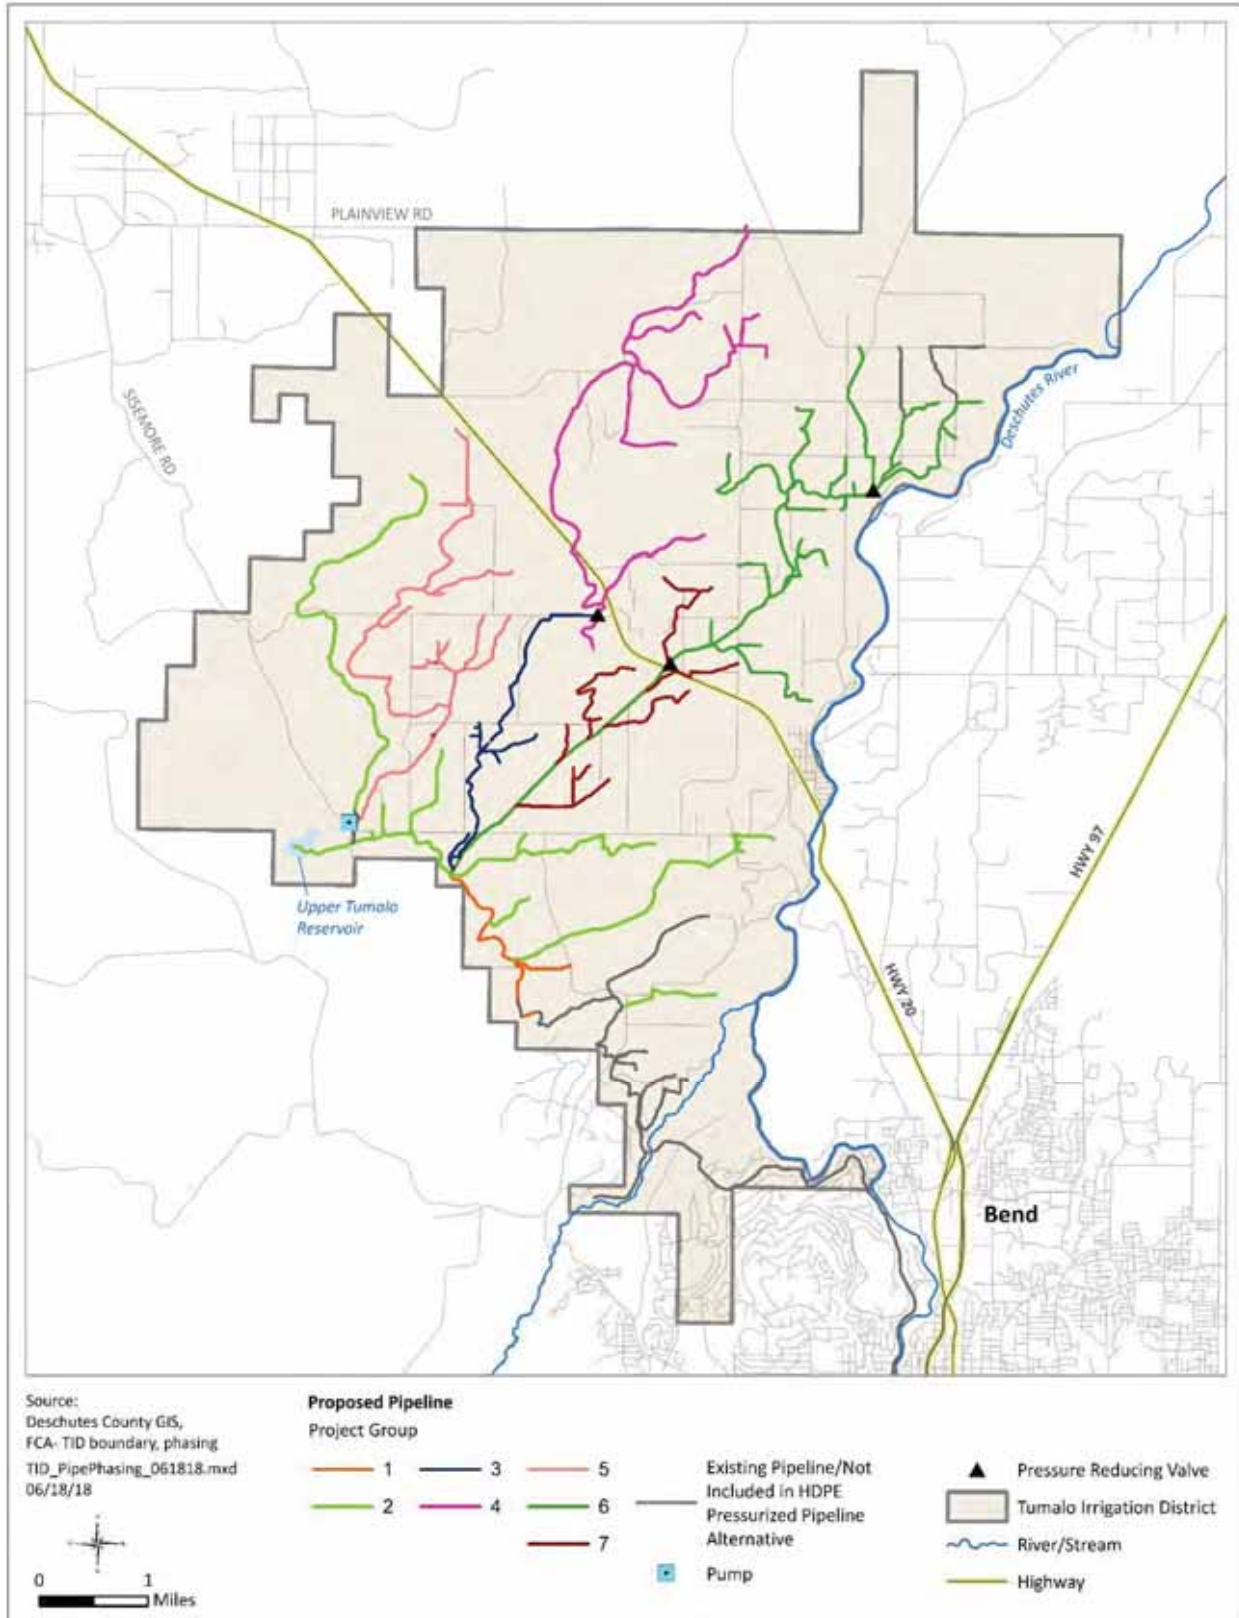 PLAINVIEW RD
SISEMORE RD
Deschutes River
HWY 97
Upper Tumalo
Reservoir
HWY 20
Bend
Source:
Deschutes County GIS,
FCA- TID boundary, phasing
TID_PipePhasing_061818.mxd
06/18/18
0 1
Miles
Proposed Pipeline
Project Group
1 3 5
2 4 6
7
Existing Pipeline/Not
Included in HDPE
Pressurized Pipeline
Alternative
Pump
Pressure Reducing Valve
Tumalo Irrigation District
River/Stream
Highway